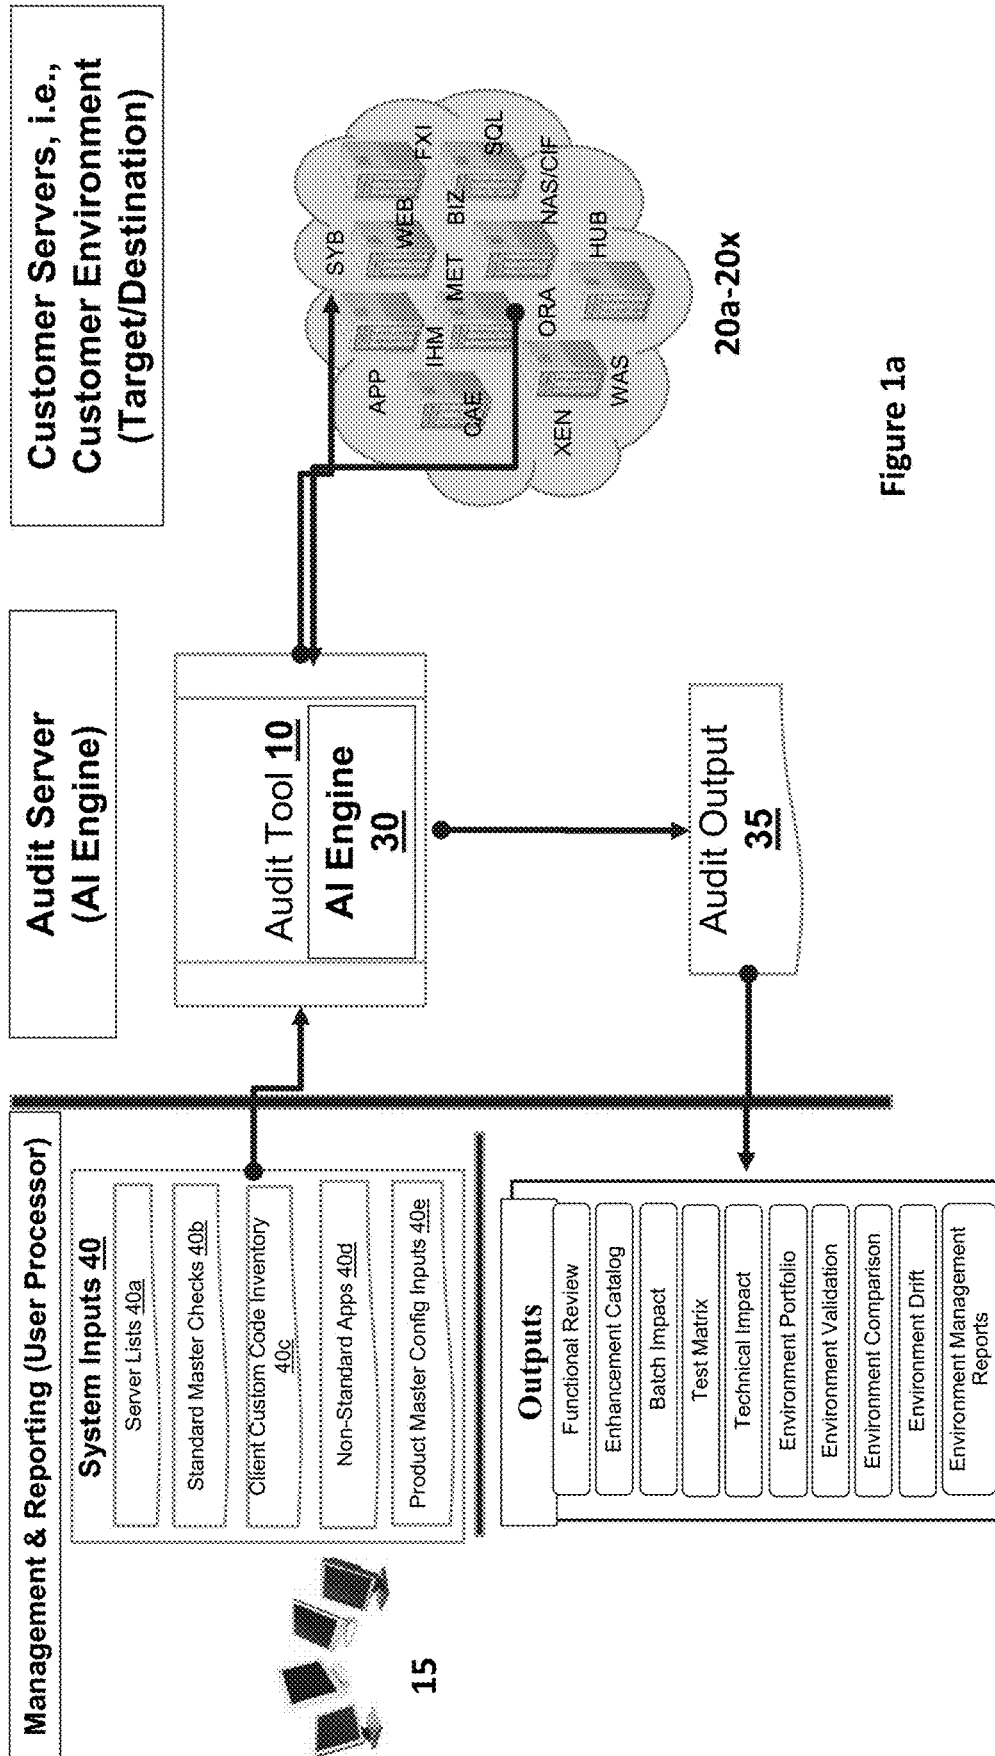 Management & Reporting (User Processor)
System Inputs 40
Server Lists 40a
Standard Master Checks 40b
Client Custom Code Inventory
40c
Non-Standard Apps 40d
Product Master Config Inputs 40e
15
Outputs
Functional Review
Enhancement Catalog
Batch Impact
Test Matrix
Technical Impact
Environment Portfolio
Environment Validation
Environment Comparison
Environment Drift
Environment Management
Reports
Audit Server
(AI Engine)
Audit Tool 10
AI Engine
30
Audit Output
35
Customer Servers, i.e.,
Customer Environment
(Target/Destination)
SYB
FXI
WEB
APP
IHM
MET
BIZ
SQL
QAE
ORA
NAS/CIF
XEN
HUB
WAS
20a-20x
Figure 1a